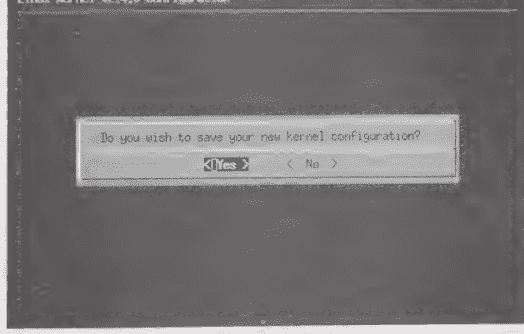 Do you wish to save your new kernel configuration?
< Yes > < No >